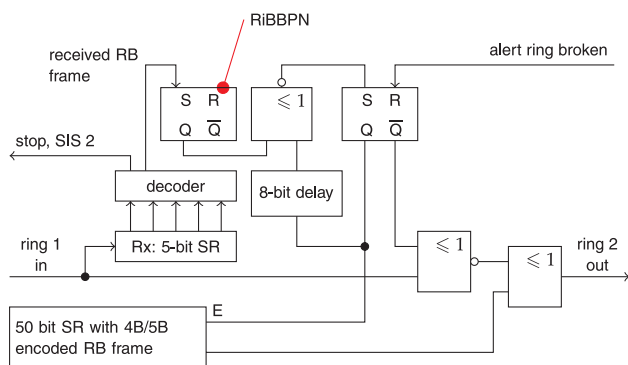 RiBBPN
received RB
frame
alert ring broken
S R
Q Q̅
⩽ 1
S R
Q Q̅
stop, SIS 2
decoder
8-bit delay
ring 1
in
Rx: 5-bit SR
⩽ 1
⩽ 1
ring 2
out
E
50 bit SR with 4B/5B
encoded RB frame